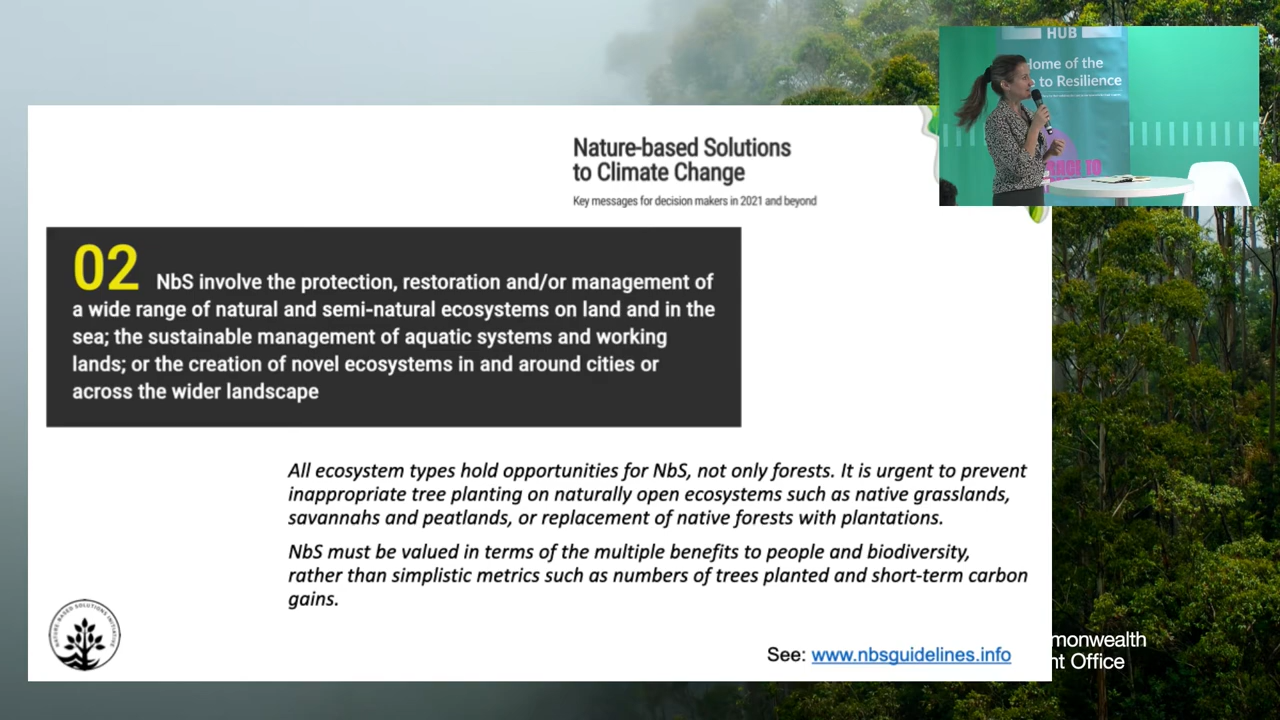 HUB
Home of the
to Resilience
RACE TO
Nature-based Solutions
to Climate Change
Key messages for decision makers in 2021 and beyond
02 NbS involve the protection, restoration and/or management of
a wide range of natural and semi-natural ecosystems on land and in the
sea; the sustainable management of aquatic systems and working
lands; or the creation of novel ecosystems in and around cities or
across the wider landscape
All ecosystem types hold opportunities for NbS, not only forests. It is urgent to prevent
inappropriate tree planting on naturally open ecosystems such as native grasslands,
savannahs and peatlands, or replacement of native forests with plantations.
NbS must be valued in terms of the multiple benefits to people and biodiversity,
rather than simplistic metrics such as numbers of trees planted and short-term carbon
gains.
NATURE-BASED SOLUTIONS INITIATIVE
See: www.nbsguidelines.info
monwealth
nt Office